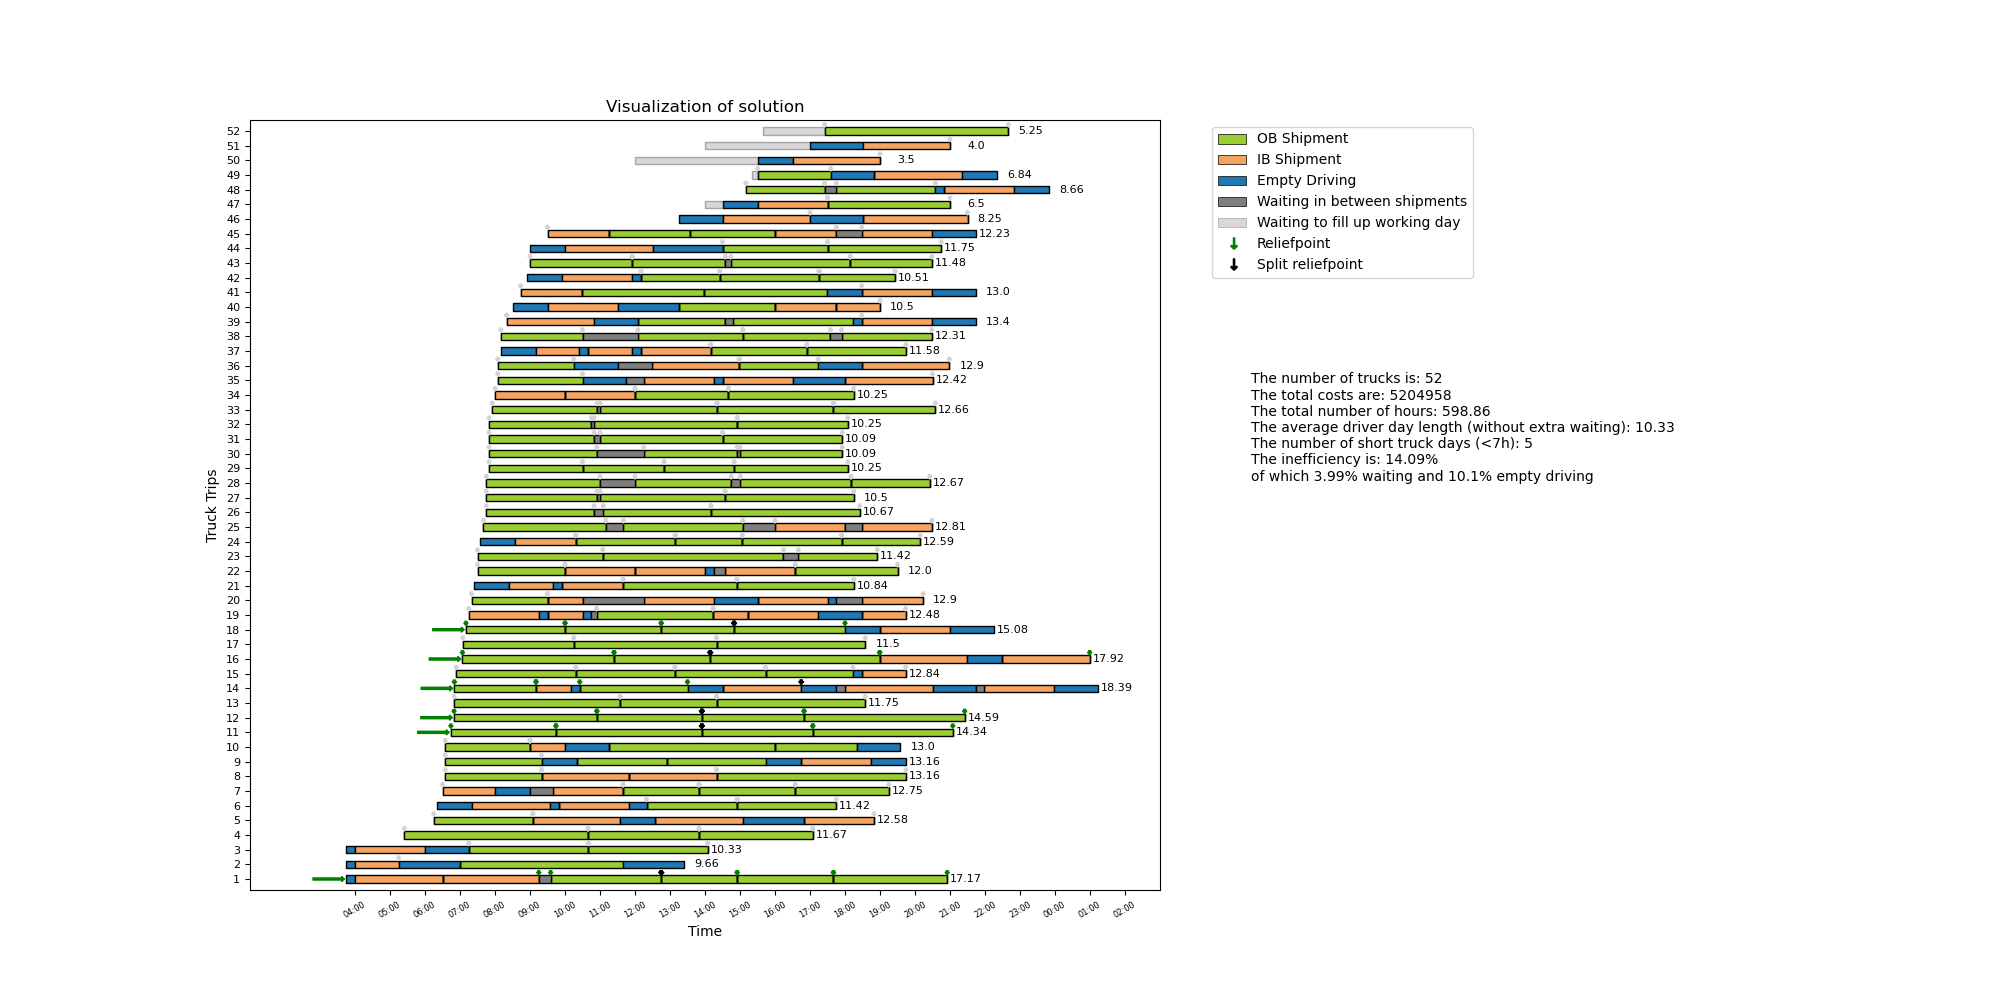 Visualization of solution
Truck Trips
52 5.25
51 4.0
50 3.5
49 6.84
48 8.66
47 6.5
46 8.25
45 12.23
44 11.75
43 11.48
42 10.51
41 13.0
40 10.5
39 13.4
38 12.31
37 11.58
36 12.9
35 12.42
34 10.25
33 12.66
32 10.25
31 10.09
30 10.09
29 10.25
28 12.67
27 10.5
26 10.67
25 12.81
24 12.59
23 11.42
22 12.0
21 10.84
20 12.9
19 12.48
18 15.08
17 11.5
16 17.92
15 12.84
14 18.39
13 11.75
12 14.59
11 14.34
10 13.0
9 13.16
8 13.16
7 12.75
6 11.42
5 12.58
4 11.67
3 10.33
2 9.66
1 17.17
04:00 05:00 06:00 07:00 08:00 09:00 10:00 11:00 12:00 13:00 14:00 15:00 16:00 17:00 18:00 19:00 20:00 21:00 22:00 23:00 00:00 01:00 02:00
Time
OB Shipment
IB Shipment
Empty Driving
Waiting in between shipments
Waiting to fill up working day
Reliefpoint
Split reliefpoint
The number of trucks is: 52
The total costs are: 5204958
The total number of hours: 598.86
The average driver day length (without extra waiting): 10.33
The number of short truck days (<7h): 5
The inefficiency is: 14.09%
of which 3.99% waiting and 10.1% empty driving